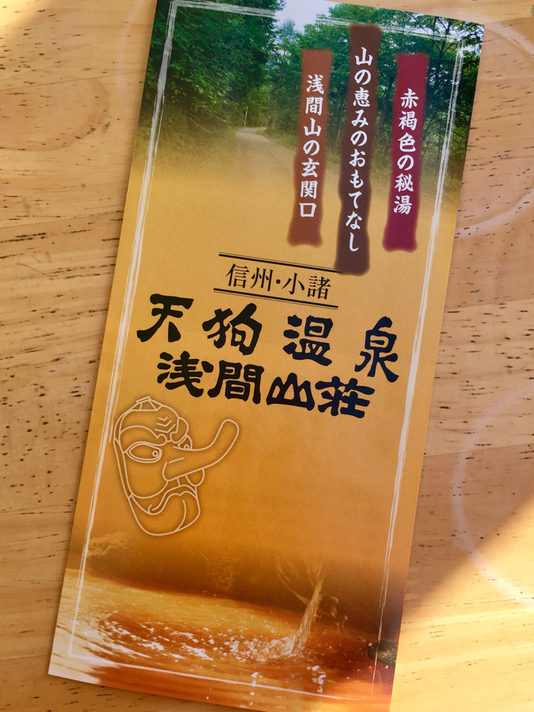 赤褐色の秘湯
山の恵みのおもてなし
浅間山の玄関口
信州・小諸
天狗温泉
浅間山荘